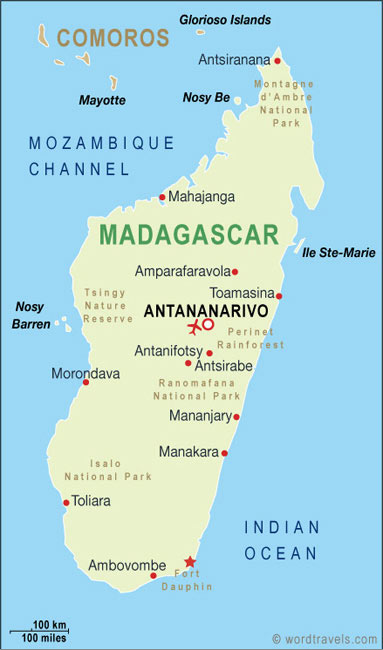 Glorioso Islands
COMOROS
Antsiranana
Montagne
d'Ambre
National
Park
Mayotte
Nosy Be
MOZAMBIQUE
CHANNEL
Mahajanga
MADAGASCAR
Ile Ste-Marie
Amparafaravola
Tsingy
Nature
Reserve
Toamasina
Nosy
Barren
ANTANANARIVO
Perinet
Rainforest
Antanifotsy
Antsirabe
Morondava
Ranomafana
National Park
Mananjary
Manakara
Isalo
National Park
Toliara
INDIAN
OCEAN
Ambovombe
Fort
Dauphin
100 km
100 miles
© wordtravels.com